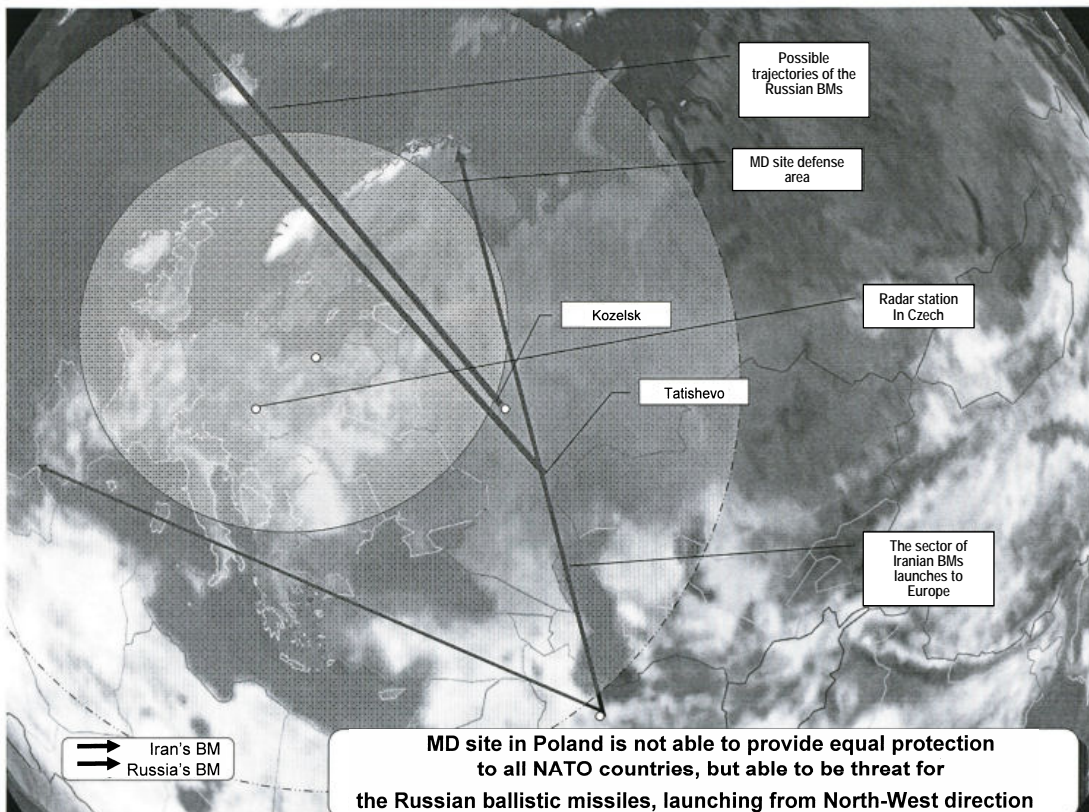 Possible
trajectories of the
Russian BMs
MD site defense
area
Radar station
In Czech
Kozelsk
Tatishevo
The sector of
Iranian BMs
launches to
Europe
Iran's BM
Russia's BM
MD site in Poland is not able to provide equal protection
to all NATO countries, but able to be threat for
the Russian ballistic missiles, launching from North-West direction